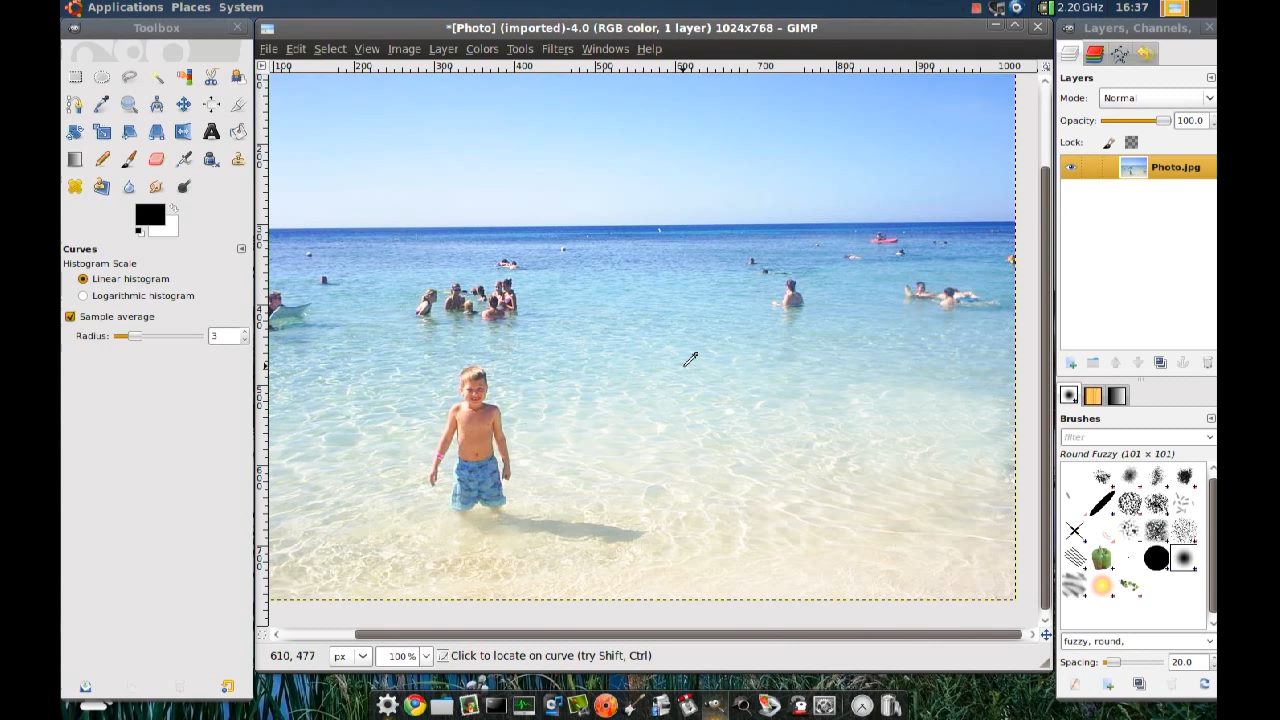 Applications Places System
2.20 GHz 16:37
Toolbox
*[Photo] (imported)-4.0 (RGB color, 1 layer) 1024x768 – GIMP
Layers, Channels,
File Edit Select View Image Layer Colors Tools Filters Windows Help
100 300 400 500 600 700 800 900 1000
Layers
Mode: Normal
Opacity: 100.0
Lock:
Photo.jpg
Curves
Histogram Scale
Linear histogram
Logarithmic histogram
Sample average
Radius: 3
Brushes
filter
Round Fuzzy (101 × 101)
fuzzy, round,
Spacing: 20.0
610, 477 px 100 % Click to locate on curve (try Shift, Ctrl)